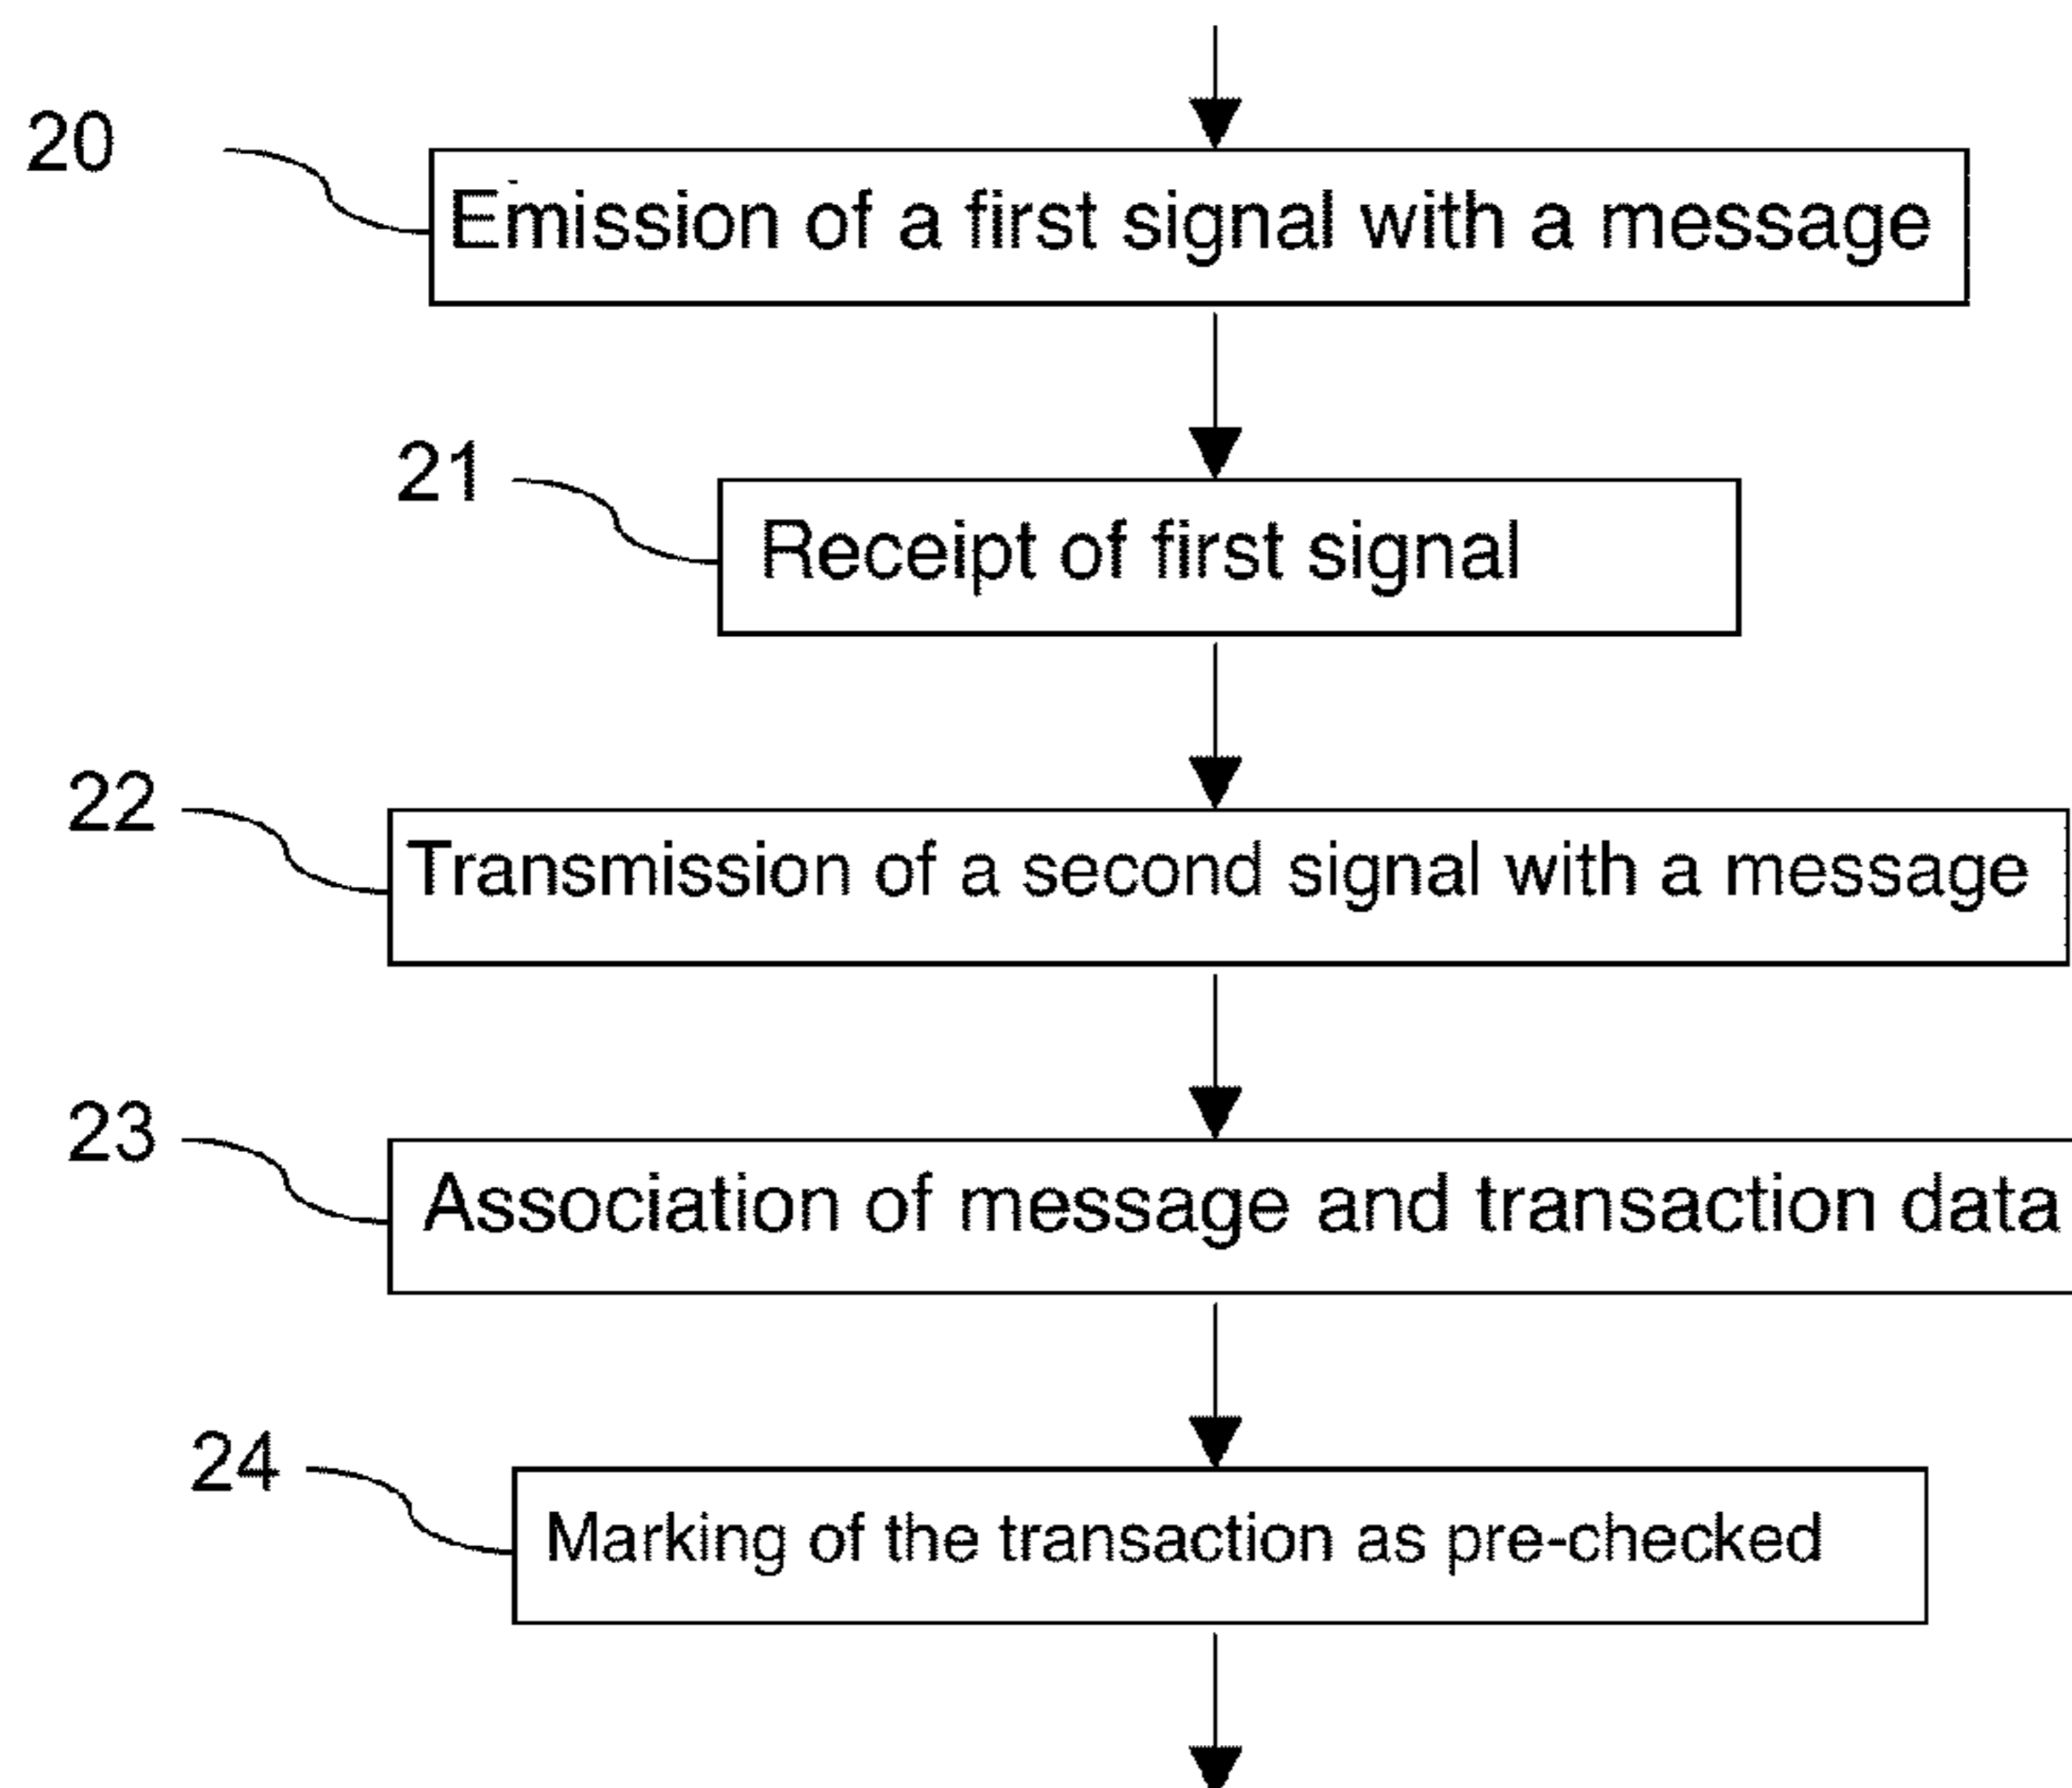 20
Emission of a first signal with a message
21
Receipt of first signal
22
Transmission of a second signal with a message
23
Association of message and transaction data
24
Marking of the transaction as pre-checked